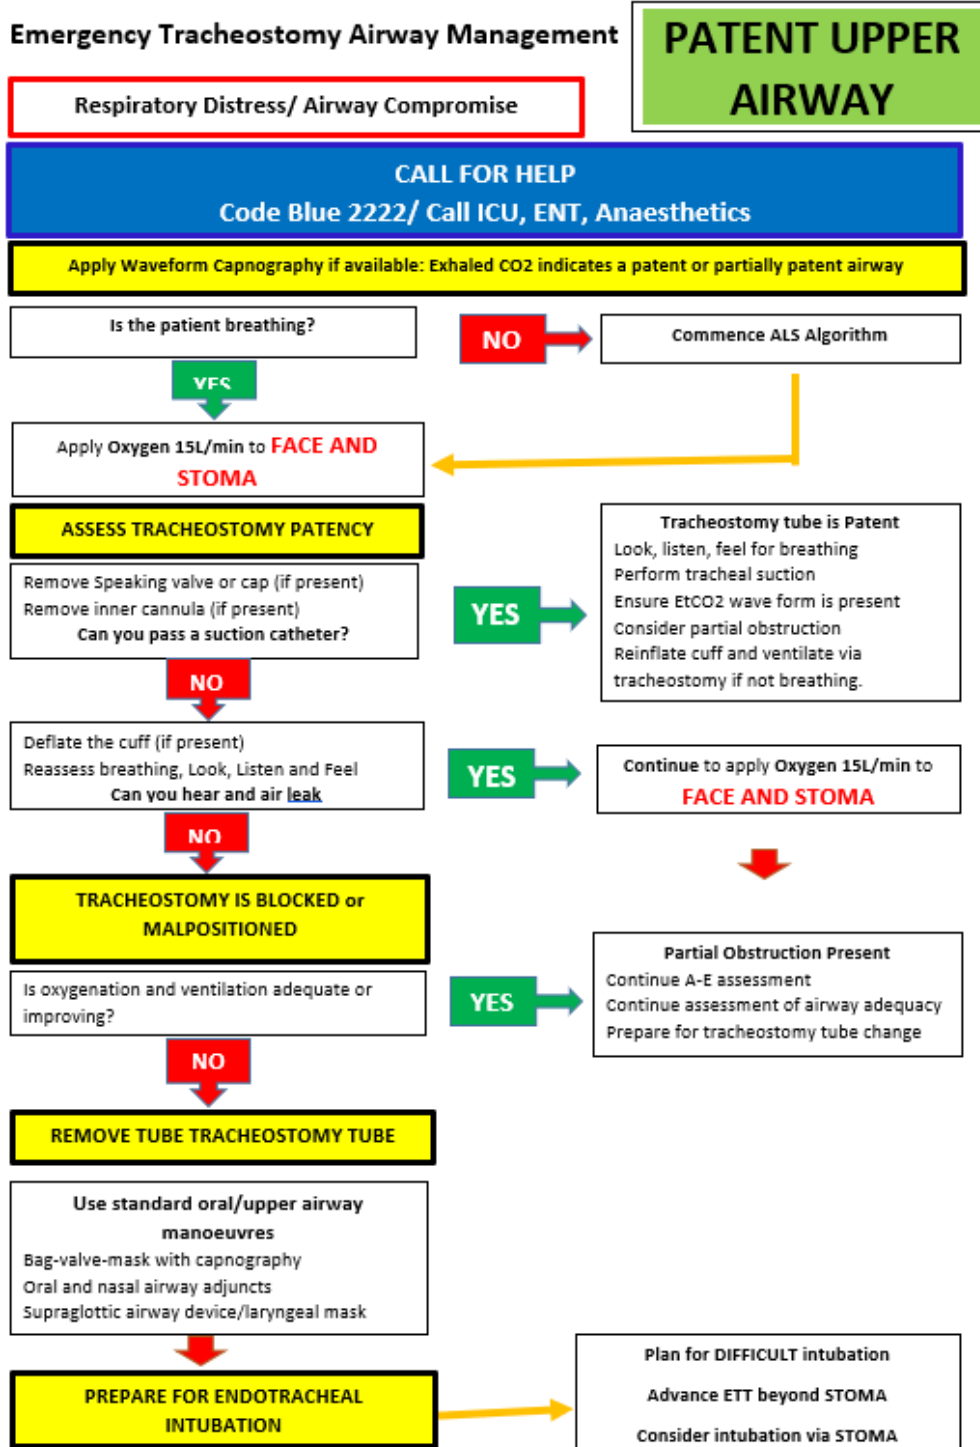 Emergency Tracheostomy Airway Management
PATENT UPPER
AIRWAY
Respiratory Distress/ Airway Compromise
CALL FOR HELP
Code Blue 2222/ Call ICU, ENT, Anaesthetics
Apply Waveform Capnography if available: Exhaled CO2 indicates a patent or partially patent airway
Is the patient breathing?
NO
Commence ALS Algorithm
YES
Apply Oxygen 15L/min to FACE AND
STOMA
ASSESS TRACHEOSTOMY PATENCY
Remove Speaking valve or cap (if present)
Remove inner cannula (if present)
Can you pass a suction catheter?
YES
Tracheostomy tube is Patent
Look, listen, feel for breathing
Perform tracheal suction
Ensure EtCO2 wave form is present
Consider partial obstruction
Reinflate cuff and ventilate via
tracheostomy if not breathing.
NO
Deflate the cuff (if present)
Reassess breathing, Look, Listen and Feel
Can you hear and air leak
YES
Continue to apply Oxygen 15L/min to
FACE AND STOMA
NO
TRACHEOSTOMY IS BLOCKED or
MALPOSITIONED
Is oxygenation and ventilation adequate or
improving?
YES
Partial Obstruction Present
Continue A-E assessment
Continue assessment of airway adequacy
Prepare for tracheostomy tube change
NO
REMOVE TUBE TRACHEOSTOMY TUBE
Use standard oral/upper airway
manoeuvres
Bag-valve-mask with capnography
Oral and nasal airway adjuncts
Supraglottic airway device/laryngeal mask
PREPARE FOR ENDOTRACHEAL
INTUBATION
Plan for DIFFICULT intubation
Advance ETT beyond STOMA
Consider intubation via STOMA